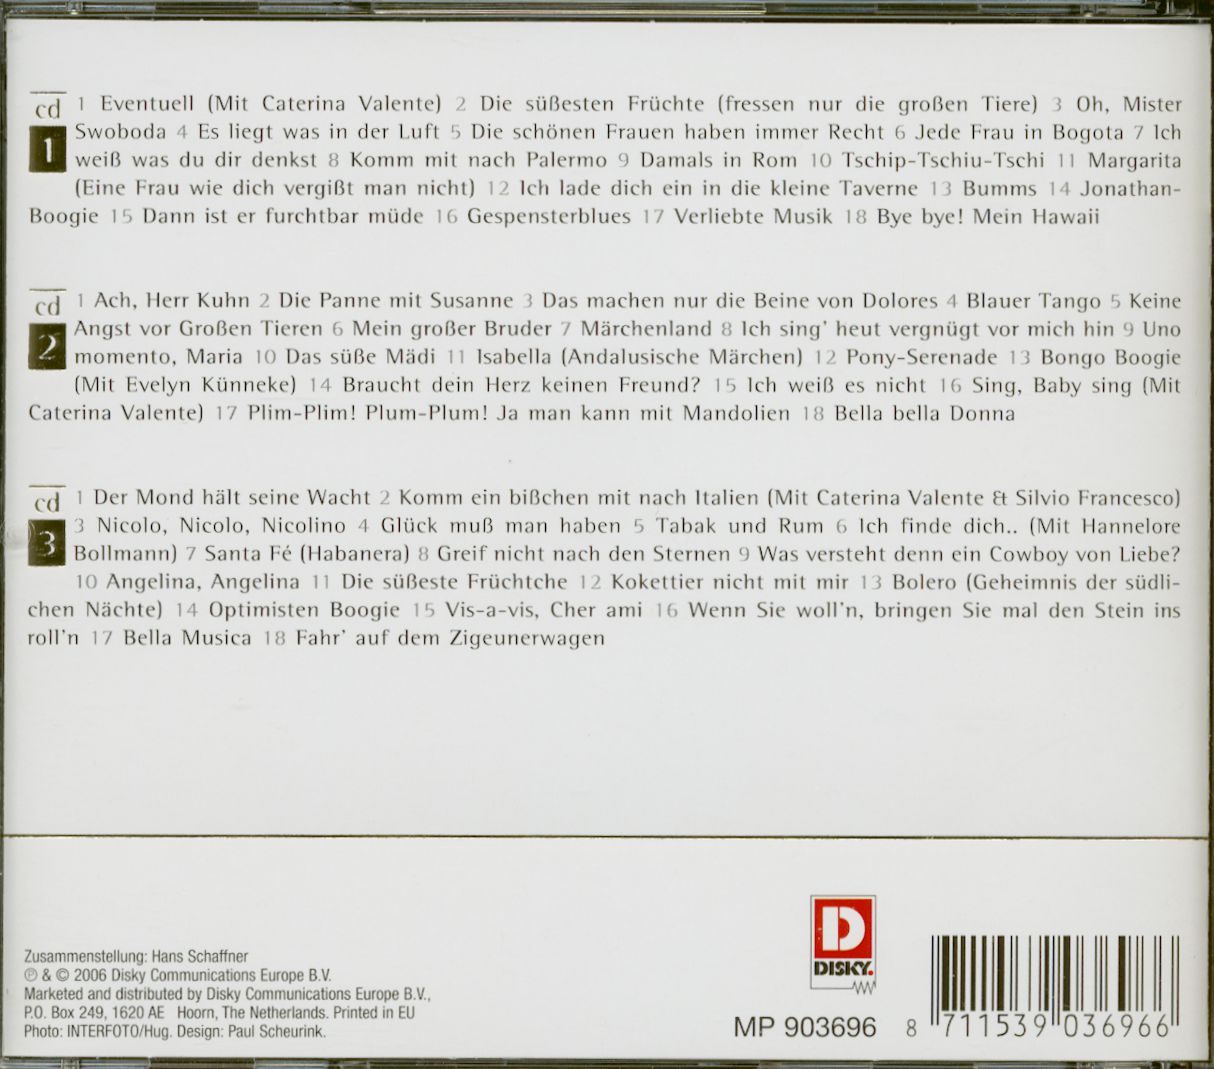 cd 1 Eventuell (Mit Caterina Valente) 2 Die süßesten Früchte (fressen nur die großen Tiere) 3 Oh, Mister
1 Swoboda 4 Es liegt was in der Luft 5 Die schönen Frauen haben immer Recht 6 Jede Frau in Bogota 7 Ich
weiß was du dir denkst 8 Komm mit nach Palermo 9 Damals in Rom 10 Tschip-Tschiu-Tschi 11 Margarita
(Eine Frau wie dich vergißt man nicht) 12 Ich lade dich ein in die kleine Taverne 13 Bumms 14 Jonathan-
Boogie 15 Dann ist er furchtbar müde 16 Gespensterblues 17 Verliebte Musik 18 Bye bye! Mein Hawaii
cd 1 Ach, Herr Kuhn 2 Die Panne mit Susanne 3 Das machen nur die Beine von Dolores 4 Blauer Tango 5 Keine
2 Angst vor Großen Tieren 6 Mein großer Bruder 7 Märchenland 8 Ich sing' heut vergnügt vor mich hin 9 Uno
momento, Maria 10 Das süße Mädi 11 Isabella (Andalusische Märchen) 12 Pony-Serenade 13 Bongo Boogie
(Mit Evelyn Künneke) 14 Braucht dein Herz keinen Freund? 15 Ich weiß es nicht 16 Sing, Baby sing (Mit
Caterina Valente) 17 Plim-Plim! Plum-Plum! Ja man kann mit Mandolien 18 Bella bella Donna
cd 1 Der Mond hält seine Wacht 2 Komm ein bißchen mit nach Italien (Mit Caterina Valente & Silvio Francesco)
3 3 Nicolo, Nicolo, Nicolino 4 Glück muß man haben 5 Tabak und Rum 6 Ich finde dich.. (Mit Hannelore
Bollmann) 7 Santa Fé (Habanera) 8 Greif nicht nach den Sternen 9 Was versteht denn ein Cowboy von Liebe?
10 Angelina, Angelina 11 Die süßeste Früchtche 12 Kokettier nicht mit mir 13 Bolero (Geheimnis der südli-
chen Nächte) 14 Optimisten Boogie 15 Vis-a-vis, Cher ami 16 Wenn Sie woll'n, bringen Sie mal den Stein ins
roll'n 17 Bella Musica 18 Fahr' auf dem Zigeunerwagen
Zusammenstellung: Hans Schaffner
℗ & © 2006 Disky Communications Europe B.V.
Marketed and distributed by Disky Communications Europe B.V.,
P.O. Box 249, 1620 AE Hoorn, The Netherlands. Printed in EU
Photo: INTERFOTO/Hug. Design: Paul Scheurink.
D
DISKY.
MP 903696
8 711539 036966